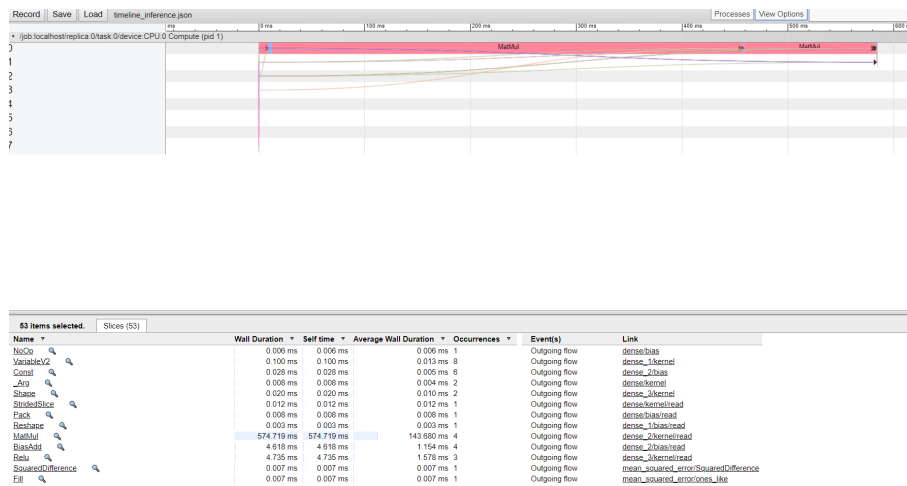 Record Save Load timeline_inference.json Processes View Options
ms |0 ms |100 ms |200 ms |300 ms |400 ms |500 ms |600
/job:localhost/replica:0/task:0/device:CPU:0 Compute (pid 1)
0 MatMul MatMul
1
2
3
4
5
6
7
53 items selected. Slices (53)
Name Wall Duration Self time Average Wall Duration Occurrences Event(s) Link
NoOp 0.006 ms 0.006 ms 0.006 ms 1 Outgoing flow dense/bias
VariableV2 0.100 ms 0.100 ms 0.013 ms 8 Outgoing flow dense_1/kernel
Const 0.028 ms 0.028 ms 0.005 ms 6 Outgoing flow dense_2/bias
_Arg 0.008 ms 0.008 ms 0.004 ms 2 Outgoing flow dense/kernel
Shape 0.020 ms 0.020 ms 0.010 ms 2 Outgoing flow dense_3/kernel
StridedSlice 0.012 ms 0.012 ms 0.012 ms 1 Outgoing flow dense/kernel/read
Pack 0.008 ms 0.008 ms 0.008 ms 1 Outgoing flow dense/bias/read
Reshape 0.003 ms 0.003 ms 0.003 ms 1 Outgoing flow dense_1/bias/read
MatMul 574.719 ms 574.719 ms 143.680 ms 4 Outgoing flow dense_2/kernel/read
BiasAdd 4.618 ms 4.618 ms 1.154 ms 4 Outgoing flow dense_2/bias/read
Relu 4.735 ms 4.735 ms 1.578 ms 3 Outgoing flow dense_3/kernel/read
SquaredDifference 0.007 ms 0.007 ms 0.007 ms 1 Outgoing flow mean_squared_error/SquaredDifference
Fill 0.007 ms 0.007 ms 0.007 ms 1 Outgoing flow mean_squared_error/ones_like